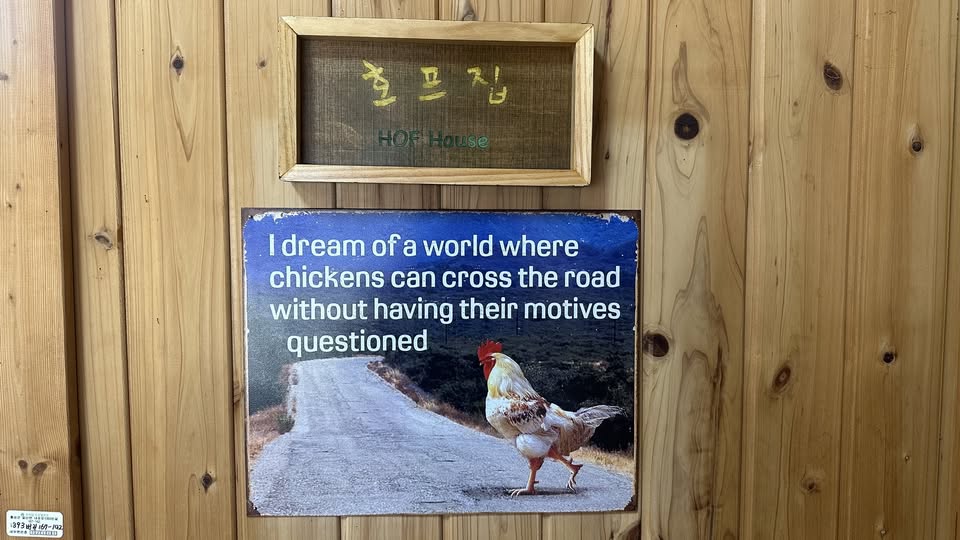 호프집
HOF House
I dream of a world where
chickens can cross the road
without having their motives
questioned